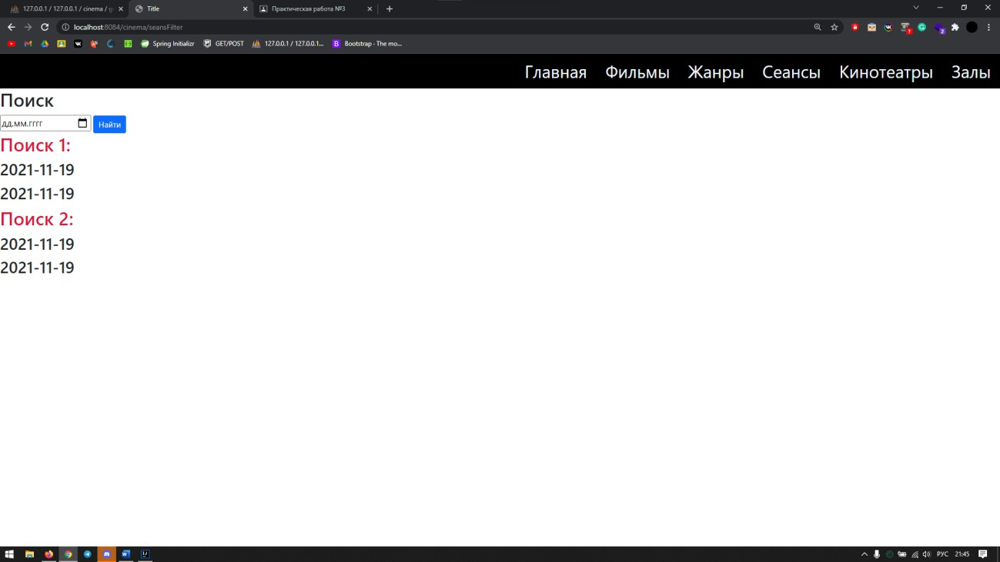 127.0.0.1 / 127.0.0.1 / cinema / g
Title
Практическая работа №3
localhost:8084/cinema/seansFilter
Spring Initializr
GET/POST
127.0.0.1 / 127.0.0.1...
Bootstrap · The mo...
Главная Фильмы Жанры Сеансы Кинотеатры Залы
Поиск
дд.мм.гггг
Найти
Поиск 1:
2021-11-19
2021-11-19
Поиск 2:
2021-11-19
2021-11-19
РУС 21:45